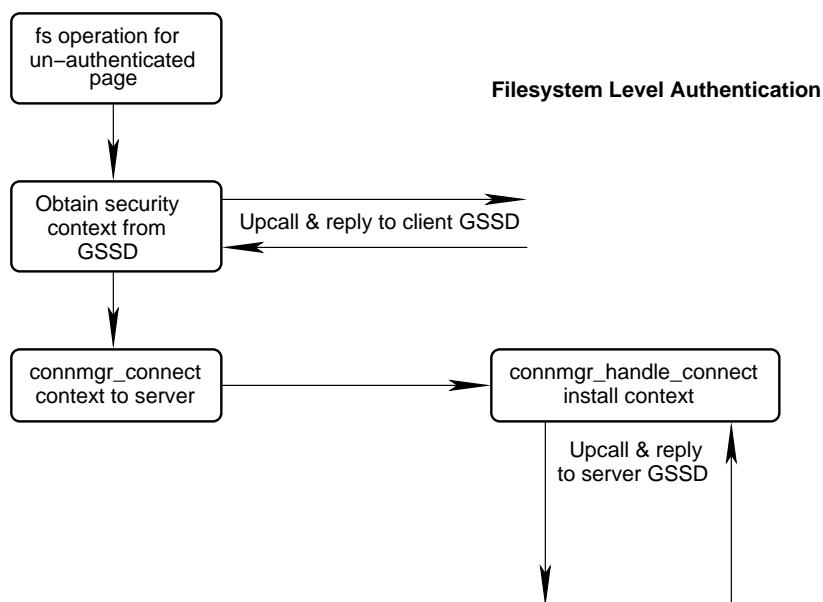 fs operation for
un−authenticated
page
Filesystem Level Authentication
Obtain security
context from
GSSD
Upcall & reply to client GSSD
connmgr_connect
context to server
connmgr_handle_connect
install context
Upcall & reply
to server GSSD